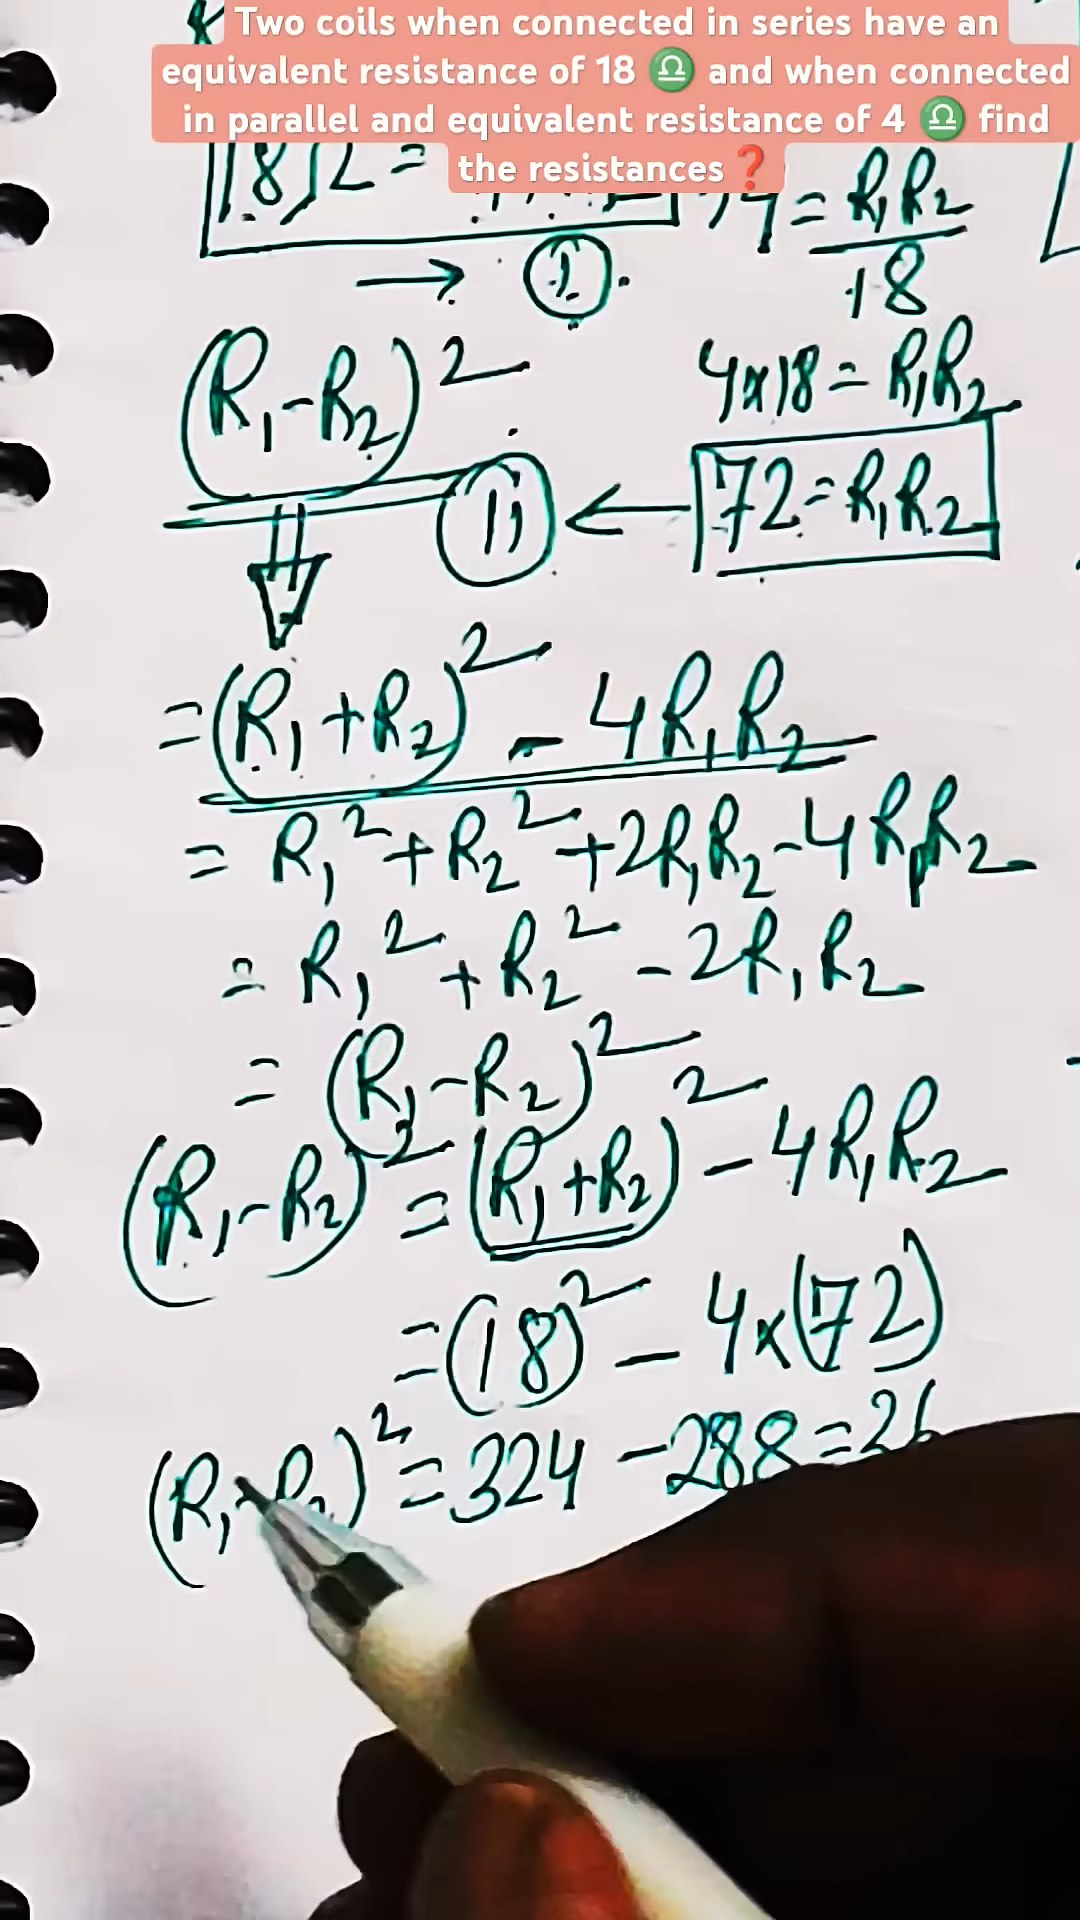 Two coils when connected in series have an
equivalent resistance of 18 ♎ and when connected
in parallel and equivalent resistance of 4 ♎ find
the resistances❓
18Ω =
4 = R₁R₂/18
→ ①.
(R₁-R₂)²
4×18 = R₁R₂
11 ← 72 = R₁R₂
= (R₁+R₂)² - 4R₁R₂
= R₁² + R₂² + 2R₁R₂ - 4R₁R₂
= R₁² + R₂² - 2R₁R₂
= (R₁-R₂)²
(R₁-R₂)² = (R₁+R₂)² - 4R₁R₂
= (18)² - 4×(72)
(R₁-R₂)² = 324 - 288 =